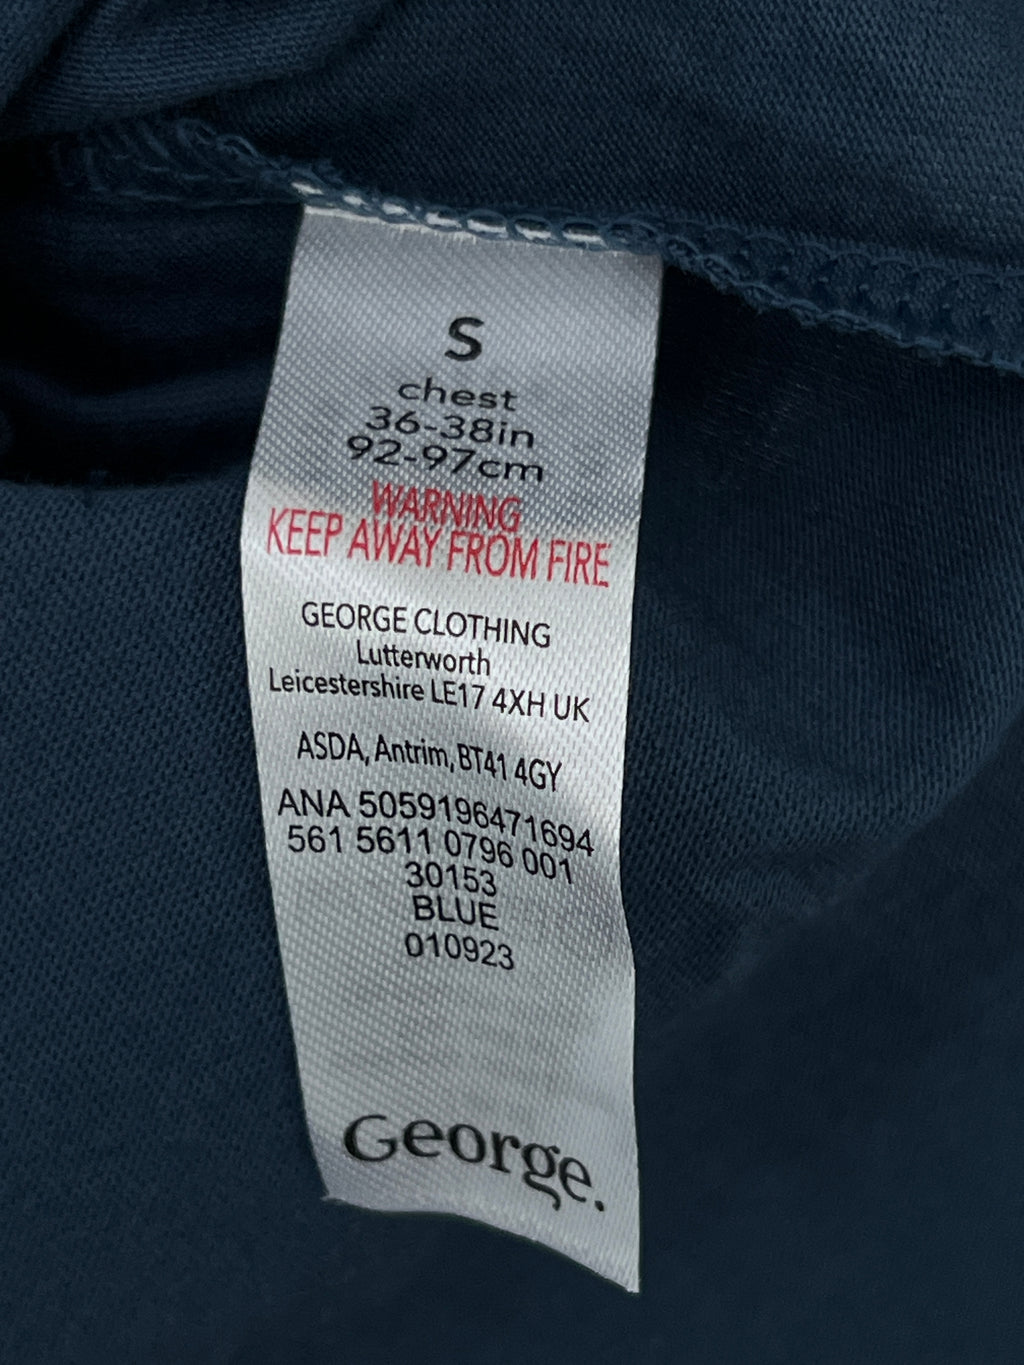 S
chest
36-38in
92-97cm
WARNING
KEEP AWAY FROM FIRE
GEORGE CLOTHING
Lutterworth
Leicestershire LE17 4XH UK
ASDA, Antrim, BT41 4GY
ANA 5059196471694
561 5611 0796 001
30153
BLUE
010923
George.